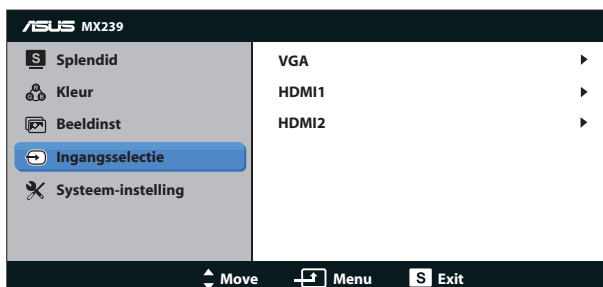 ASUS MX239
S Splendid
Kleur
Beeldinst
Ingangsselectie
Systeem-instelling
VGA
HDMI1
HDMI2
Move Menu S Exit